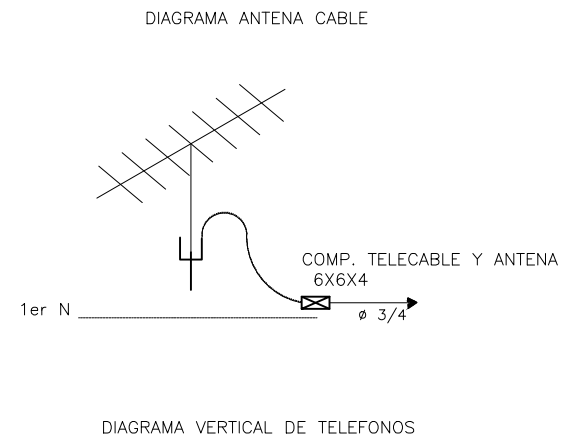 DIAGRAMA ANTENA CABLE
COMP. TELECABLE Y ANTENA
6X6X4
1er N
ø 3/4
DIAGRAMA VERTICAL DE TELEFONOS